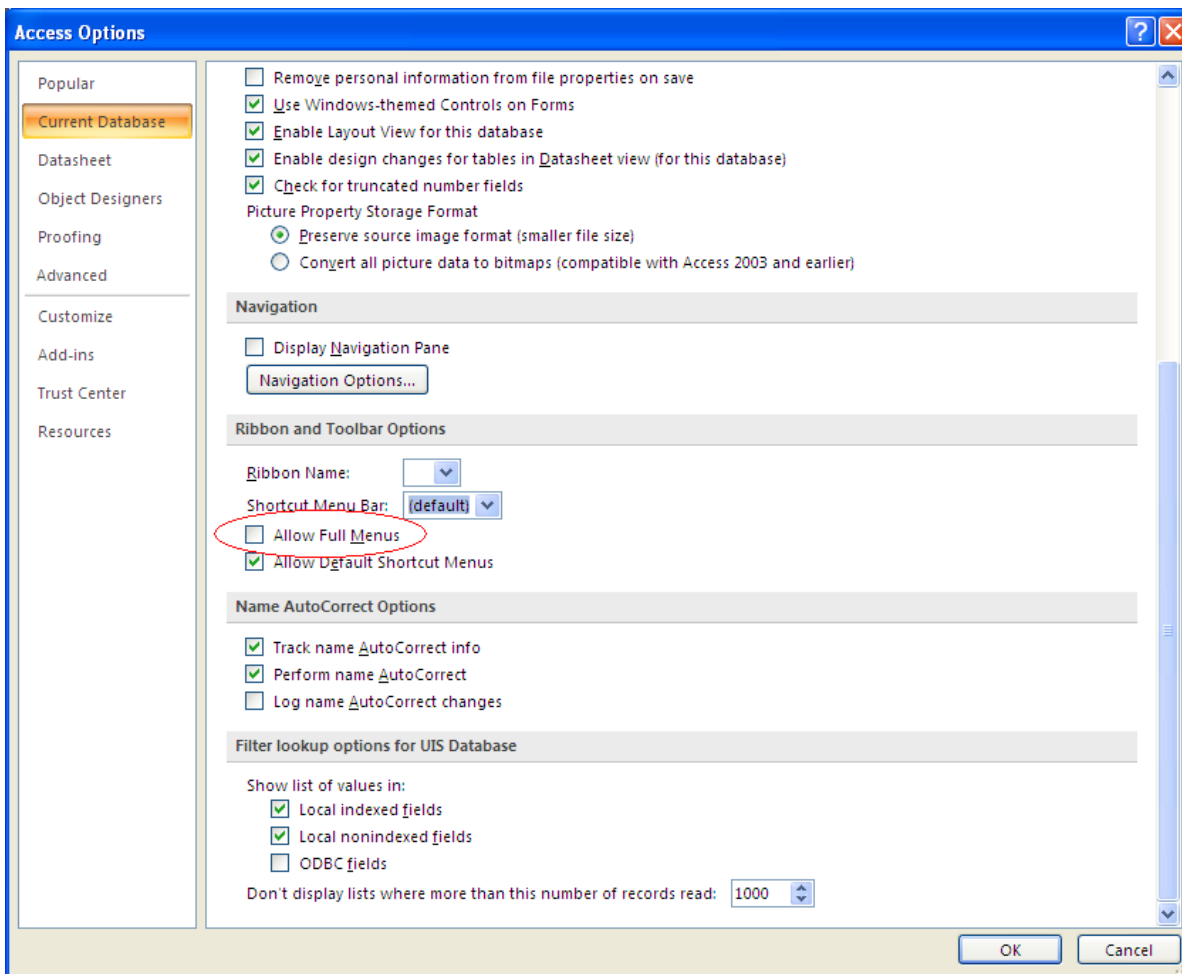 Access Options
Popular
Current Database
Datasheet
Object Designers
Proofing
Advanced
Customize
Add-ins
Trust Center
Resources
Remove personal information from file properties on save
Use Windows-themed Controls on Forms
Enable Layout View for this database
Enable design changes for tables in Datasheet view (for this database)
Check for truncated number fields
Picture Property Storage Format
Preserve source image format (smaller file size)
Convert all picture data to bitmaps (compatible with Access 2003 and earlier)
Navigation
Display Navigation Pane
Navigation Options...
Ribbon and Toolbar Options
Ribbon Name:
Shortcut Menu Bar: (default)
Allow Full Menus
Allow Default Shortcut Menus
Name AutoCorrect Options
Track name AutoCorrect info
Perform name AutoCorrect
Log name AutoCorrect changes
Filter lookup options for UIS Database
Show list of values in:
Local indexed fields
Local nonindexed fields
ODBC fields
Don't display lists where more than this number of records read: 1000
OK Cancel